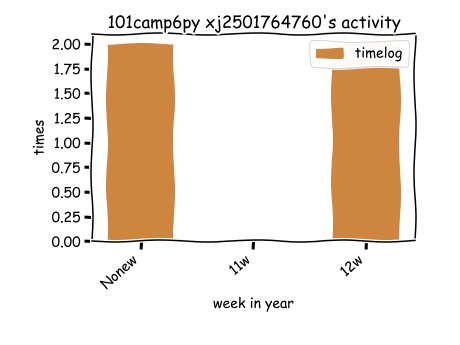 101camp6py xj2501764760's activity
timelog
2.00
1.75
1.50
1.25
1.00
0.75
0.50
0.25
0.00
times
Nonew
11w
12w
week in year